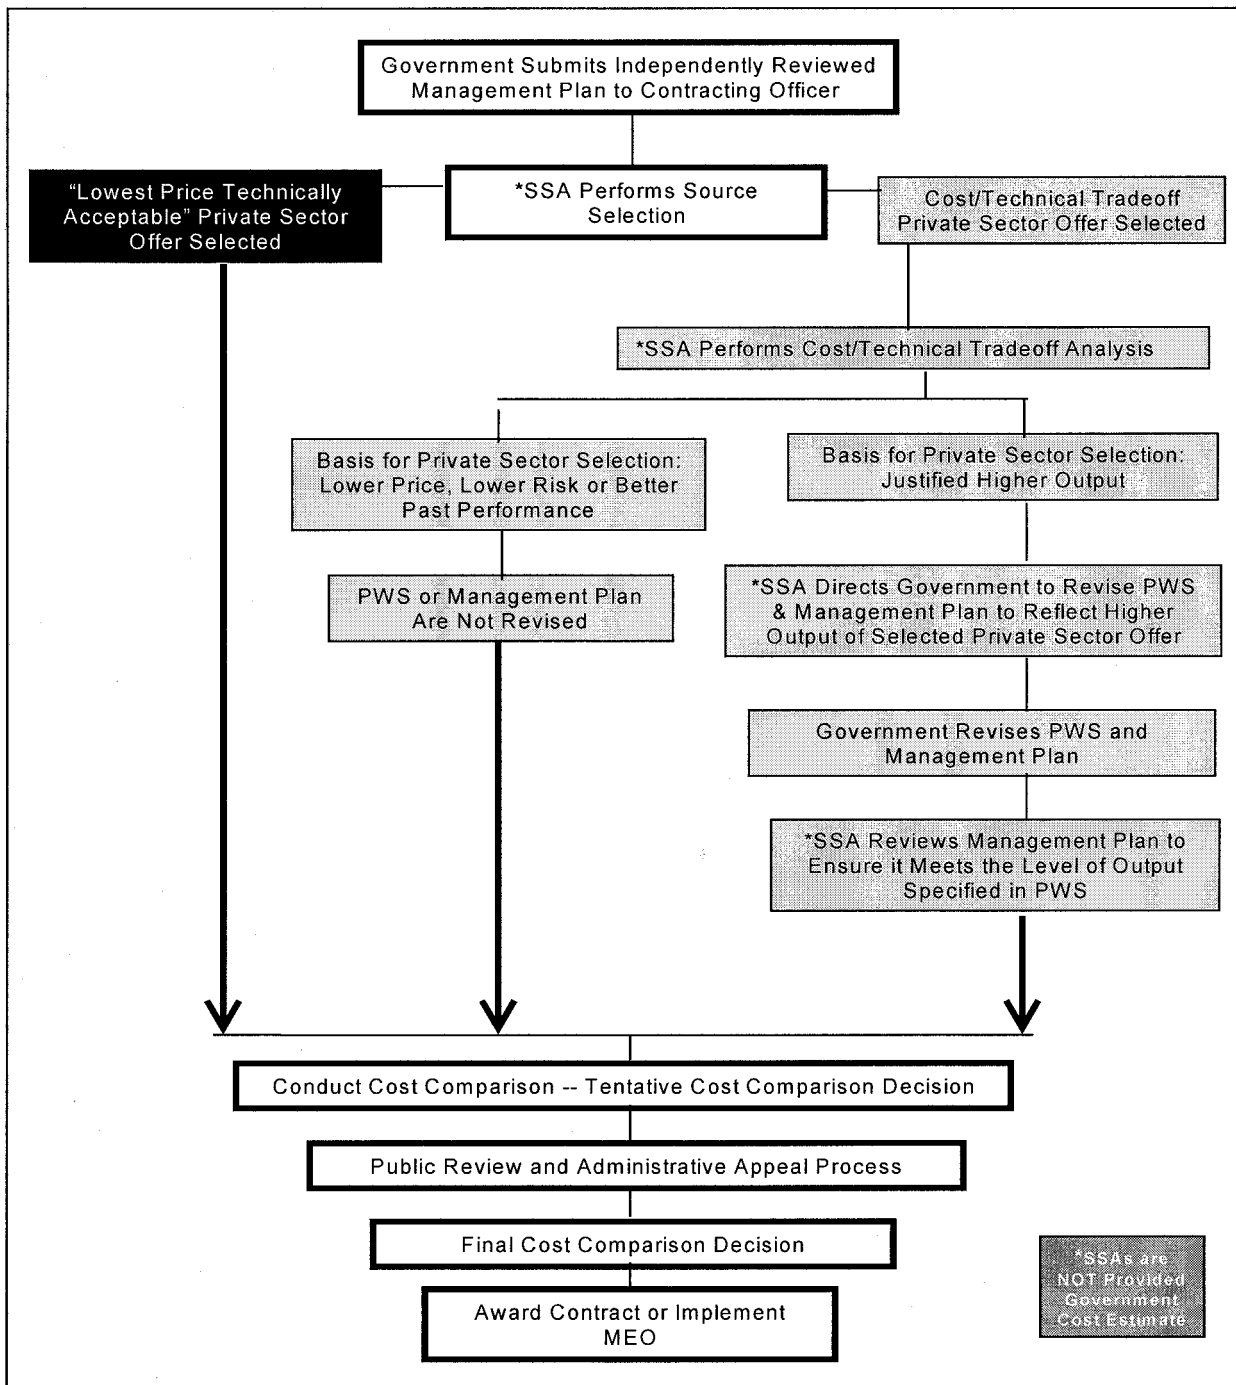 Government Submits Independently Reviewed
Management Plan to Contracting Officer
“Lowest Price Technically
Acceptable” Private Sector
Offer Selected
*SSA Performs Source
Selection
Cost/Technical Tradeoff
Private Sector Offer Selected
*SSA Performs Cost/Technical Tradeoff Analysis
Basis for Private Sector Selection:
Lower Price, Lower Risk or Better
Past Performance
Basis for Private Sector Selection:
Justified Higher Output
PWS or Management Plan
Are Not Revised
*SSA Directs Government to Revise PWS
& Management Plan to Reflect Higher
Output of Selected Private Sector Offer
Government Revises PWS and
Management Plan
*SSA Reviews Management Plan to
Ensure it Meets the Level of Output
Specified in PWS
Conduct Cost Comparison -- Tentative Cost Comparison Decision
Public Review and Administrative Appeal Process
Final Cost Comparison Decision
Award Contract or Implement
MEO
*SSAs are
NOT Provided
Government
Cost Estimate